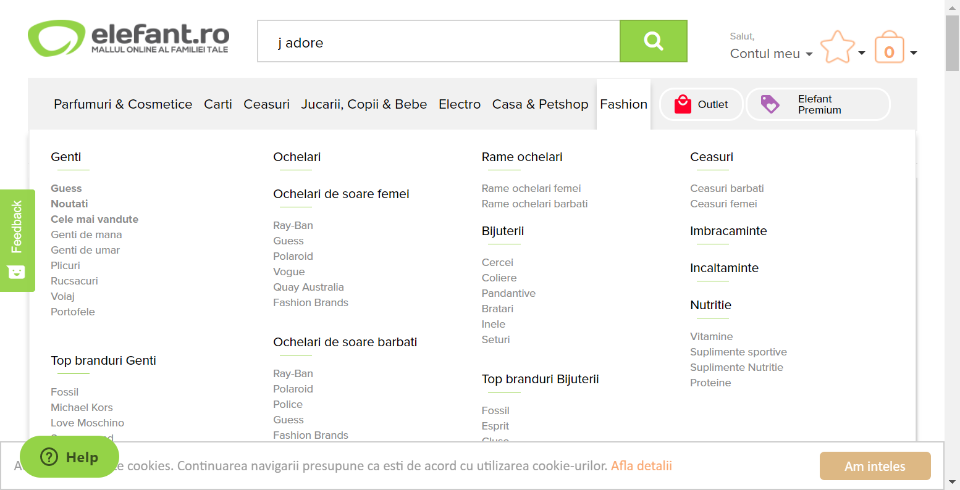 elefant.ro
MALLUL ONLINE AL FAMILIEI TALE
j adore
Salut,
Contul meu
0
Parfumuri & Cosmetice Carti Ceasuri Jucarii, Copii & Bebe Electro Casa & Petshop Fashion
Outlet
Elefant
Premium
Feedback
Genti
Guess
Noutati
Cele mai vandute
Genti de mana
Genti de umar
Plicuri
Rucsacuri
Voiaj
Portofele
Top branduri Genti
Fossil
Michael Kors
Love Moschino
Ochelari
Ochelari de soare femei
Ray-Ban
Guess
Polaroid
Vogue
Quay Australia
Fashion Brands
Ochelari de soare barbati
Ray-Ban
Polaroid
Police
Guess
Fashion Brands
Rame ochelari
Rame ochelari femei
Rame ochelari barbati
Bijuterii
Cercei
Coliere
Pandantive
Bratari
Inele
Seturi
Top branduri Bijuterii
Fossil
Esprit
Ceasuri
Ceasuri barbati
Ceasuri femei
Imbracaminte
Incaltaminte
Nutritie
Vitamine
Suplimente sportive
Suplimente Nutritie
Proteine
Help
cookies. Continuarea navigarii presupune ca esti de acord cu utilizarea cookie-urilor. Afla detalii
Am inteles